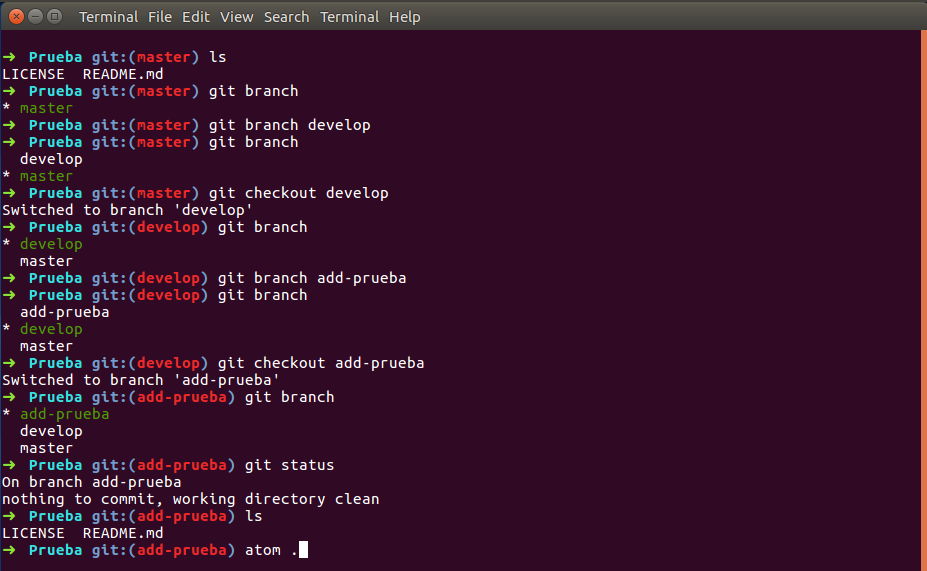 Terminal File Edit View Search Terminal Help
➜ Prueba git:(master) ls
LICENSE README.md
➜ Prueba git:(master) git branch
* master
➜ Prueba git:(master) git branch develop
➜ Prueba git:(master) git branch
develop
* master
➜ Prueba git:(master) git checkout develop
Switched to branch 'develop'
➜ Prueba git:(develop) git branch
* develop
master
➜ Prueba git:(develop) git branch add-prueba
➜ Prueba git:(develop) git branch
add-prueba
* develop
master
➜ Prueba git:(develop) git checkout add-prueba
Switched to branch 'add-prueba'
➜ Prueba git:(add-prueba) git branch
* add-prueba
develop
master
➜ Prueba git:(add-prueba) git status
On branch add-prueba
nothing to commit, working directory clean
➜ Prueba git:(add-prueba) ls
LICENSE README.md
➜ Prueba git:(add-prueba) atom .